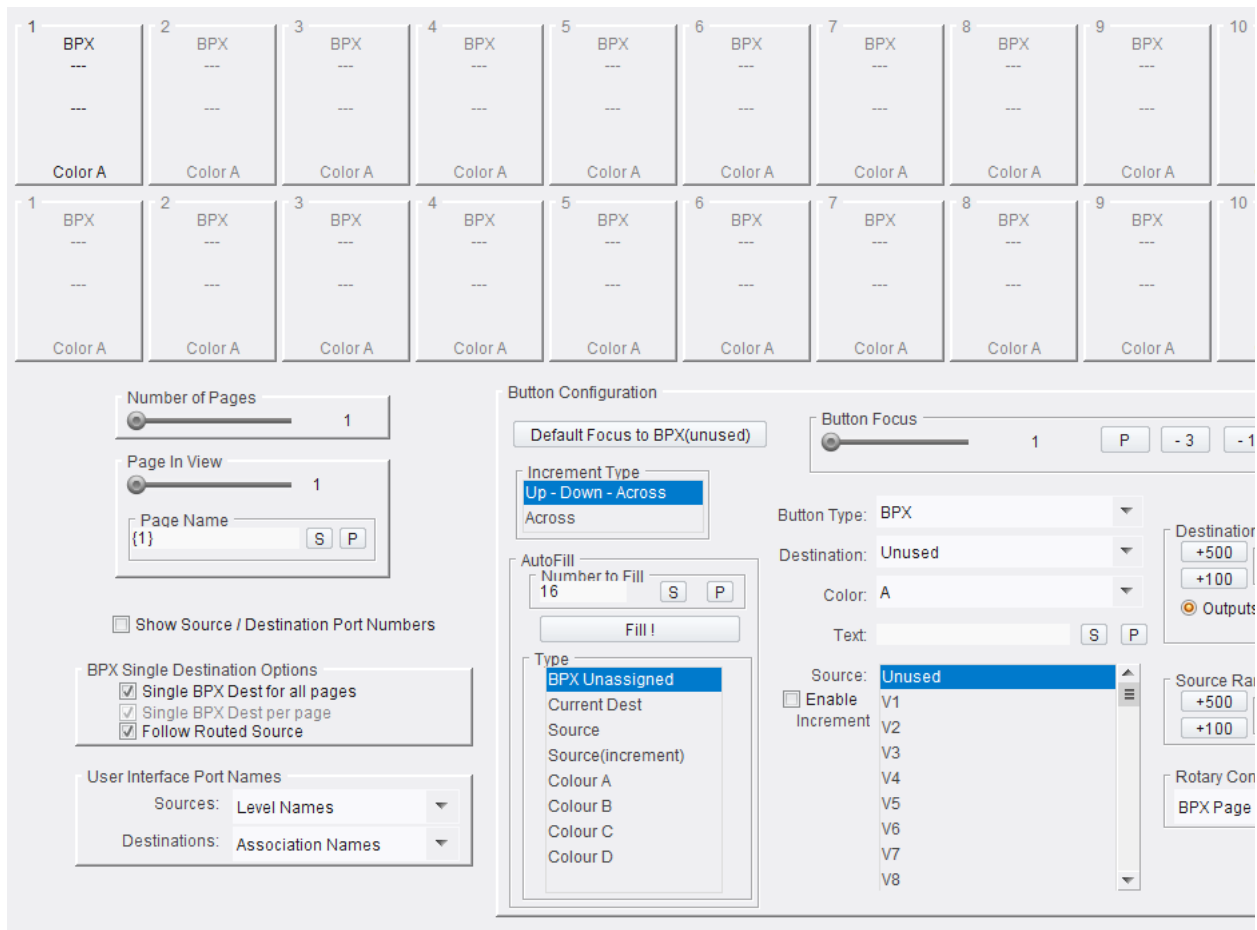 1 2 3 4 5 6 7 8 9 10
BPX BPX BPX BPX BPX BPX BPX BPX BPX
--- --- --- --- --- --- --- --- ---
--- --- --- --- --- --- --- --- ---
Color A Color A Color A Color A Color A Color A Color A Color A Color A
1 2 3 4 5 6 7 8 9 10
BPX BPX BPX BPX BPX BPX BPX BPX BPX
--- --- --- --- --- --- --- --- ---
--- --- --- --- --- --- --- --- ---
Color A Color A Color A Color A Color A Color A Color A Color A Color A
Number of Pages
1
Page In View
1
Page Name
{1} S P
Show Source / Destination Port Numbers
BPX Single Destination Options
Single BPX Dest for all pages
Single BPX Dest per page
Follow Routed Source
User Interface Port Names
Sources: Level Names
Destinations: Association Names
Button Configuration
Default Focus to BPX(unused)
Increment Type
Up - Down - Across
Across
AutoFill
Number to Fill
16 S P
Fill !
Type
BPX Unassigned
Current Dest
Source
Source(increment)
Colour A
Colour B
Colour C
Colour D
Button Focus
1 P - 3 - 1
Button Type: BPX
Destination: Unused
Color: A
Text: S P
Source: Unused
Enable Increment
V1
V2
V3
V4
V5
V6
V7
V8
Destination
+500
+100
Outputs
Source
+500
+100
Rotary
BPX Page